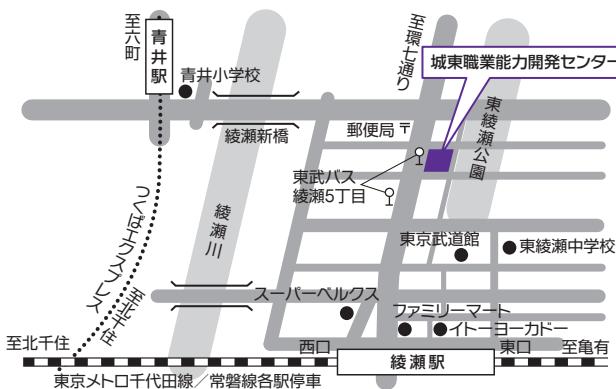 至六町
青井駅
青井小学校
至環七通り
城東職業能力開発センター
東綾瀬公園
郵便局〒
綾瀬新橋
東武バス
綾瀬5丁目
つくばエクスプレス
至北千住
綾瀬川
東京武道館
東綾瀬中学校
スーパーベルクス
ファミリーマート
イトーヨーカドー
至北千住
西口
綾瀬駅
東口
至亀有
東京メトロ千代田線／常磐線各駅停車